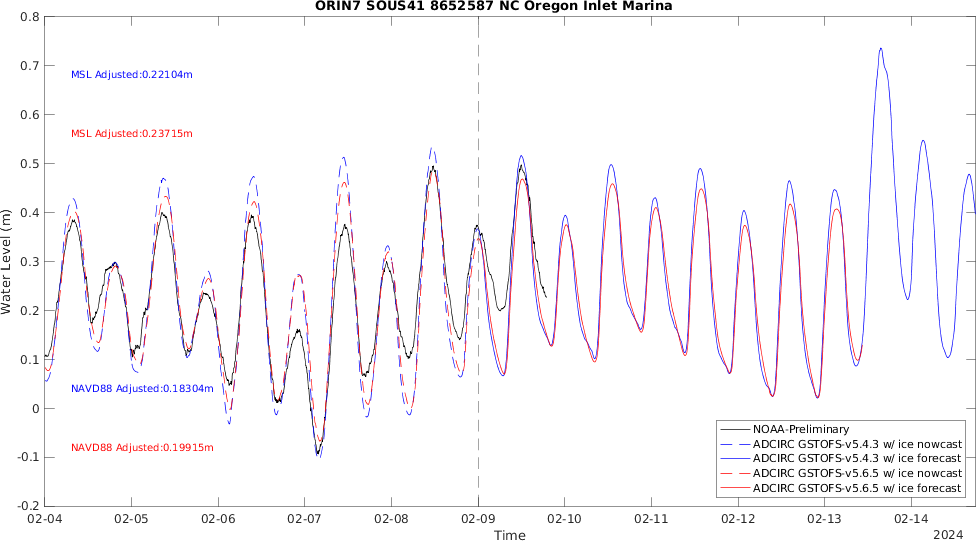 ORIN7 SOUS41 8652587 NC Oregon Inlet Marina
0.8
0.7
0.6
0.5
0.4
0.3
0.2
0.1
0
-0.1
-0.2
Water Level (m)
MSL Adjusted:0.22104m
MSL Adjusted:0.23715m
NAVD88 Adjusted:0.18304m
NAVD88 Adjusted:0.19915m
NOAA-Preliminary
ADCIRC GSTOFS-v5.4.3 w/ ice nowcast
ADCIRC GSTOFS-v5.4.3 w/ ice forecast
ADCIRC GSTOFS-v5.6.5 w/ ice nowcast
ADCIRC GSTOFS-v5.6.5 w/ ice forecast
02-04 02-05 02-06 02-07 02-08 02-09 02-10 02-11 02-12 02-13 02-14
Time
2024